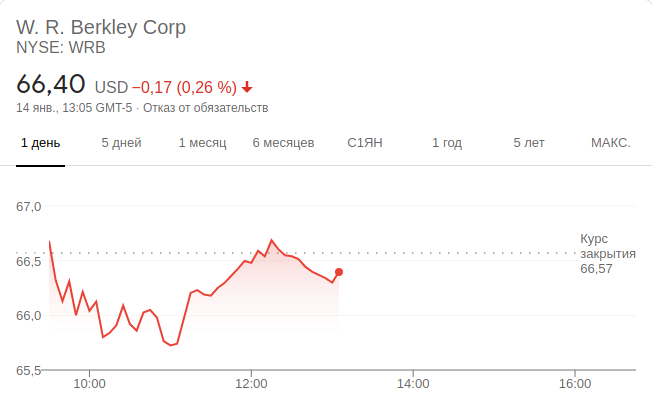 W. R. Berkley Corp
NYSE: WRB
66,40 USD −0,17 (0,26 %)
14 янв., 13:05 GMT-5 · Отказ от обязательств
1 день 5 дней 1 месяц 6 месяцев С1ЯН 1 год 5 лет МАКС.
67,0
Курс
закрытия
66,57
66,5
66,0
65,5
10:00 12:00 14:00 16:00